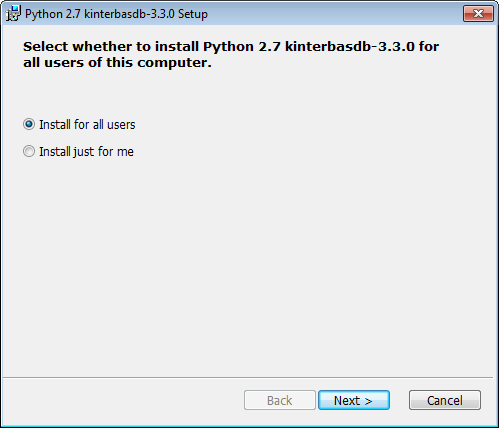 Python 2.7 kinterbasdb-3.3.0 Setup
Select whether to install Python 2.7 kinterbasdb-3.3.0 for
all users of this computer.
Install for all users
Install just for me
Back
Next >
Cancel